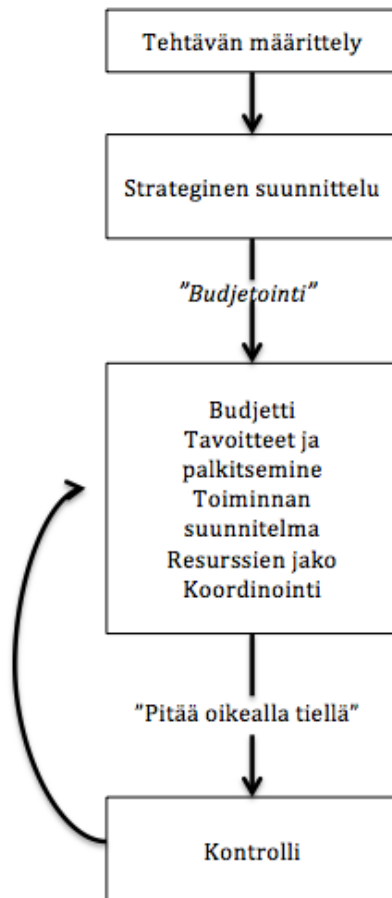 Tehtävän määrittely
Strateginen suunnittelu
"Budjetointi"
Budjetti
Tavoitteet ja
palkitsemine
Toiminnan
suunnitelma
Resurssien jako
Koordinointi
"Pitää oikealla tiellä"
Kontrolli